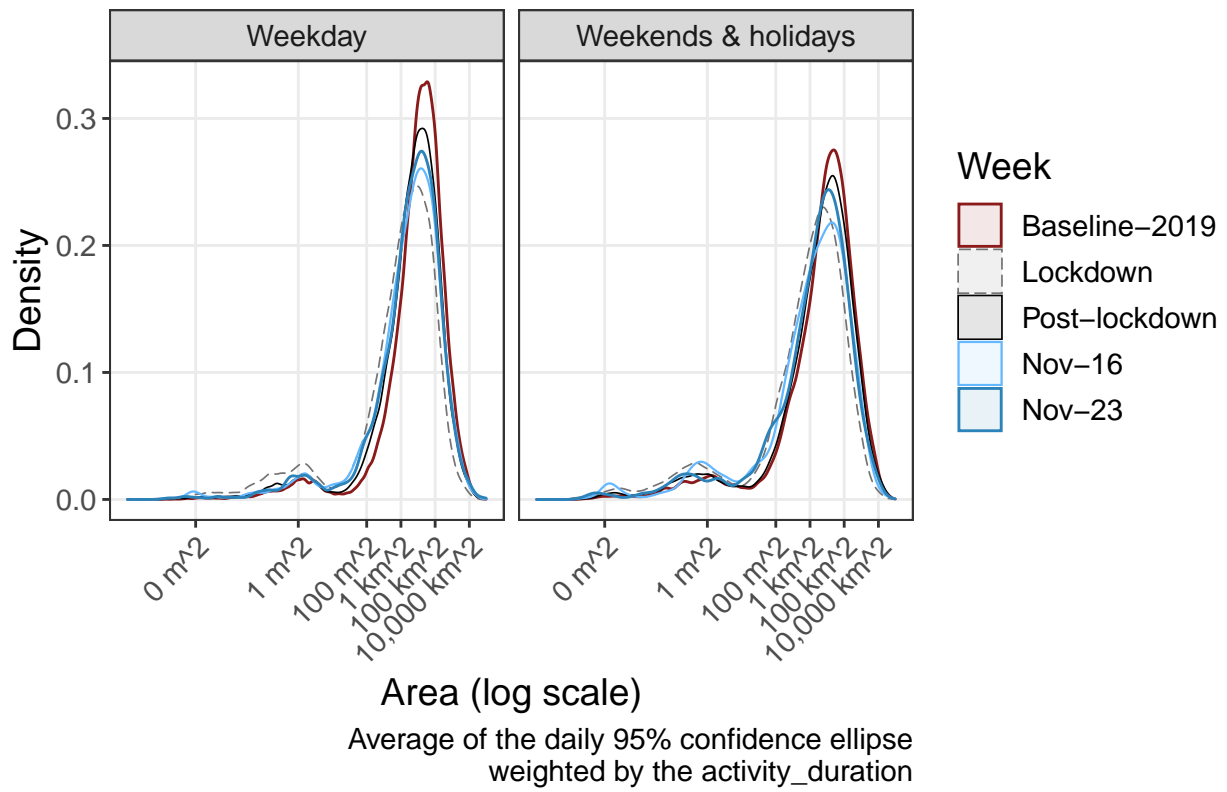 Weekday
Weekends & holidays
0.3
0.2
0.1
0.0
Density
0 m^2
1 m^2
100 m^2
1 km^2
100 km^2
10,000 km^2
0 m^2
1 m^2
100 m^2
1 km^2
100 km^2
10,000 km^2
Area (log scale)
Average of the daily 95% confidence ellipse
weighted by the activity_duration
Week
Baseline−2019
Lockdown
Post−lockdown
Nov−16
Nov−23